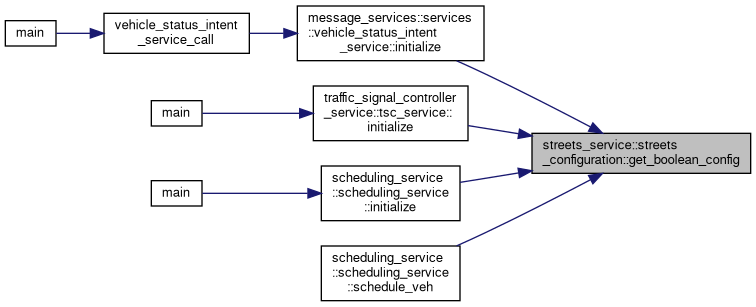 main
vehicle_status_intent
_service_call
message_services::services
::vehicle_status_intent
_service::initialize
main
traffic_signal_controller
_service::tsc_service::
initialize
streets_service::streets
_configuration::get_boolean_config
main
scheduling_service
::scheduling_service
::initialize
scheduling_service
::scheduling_service
::schedule_veh